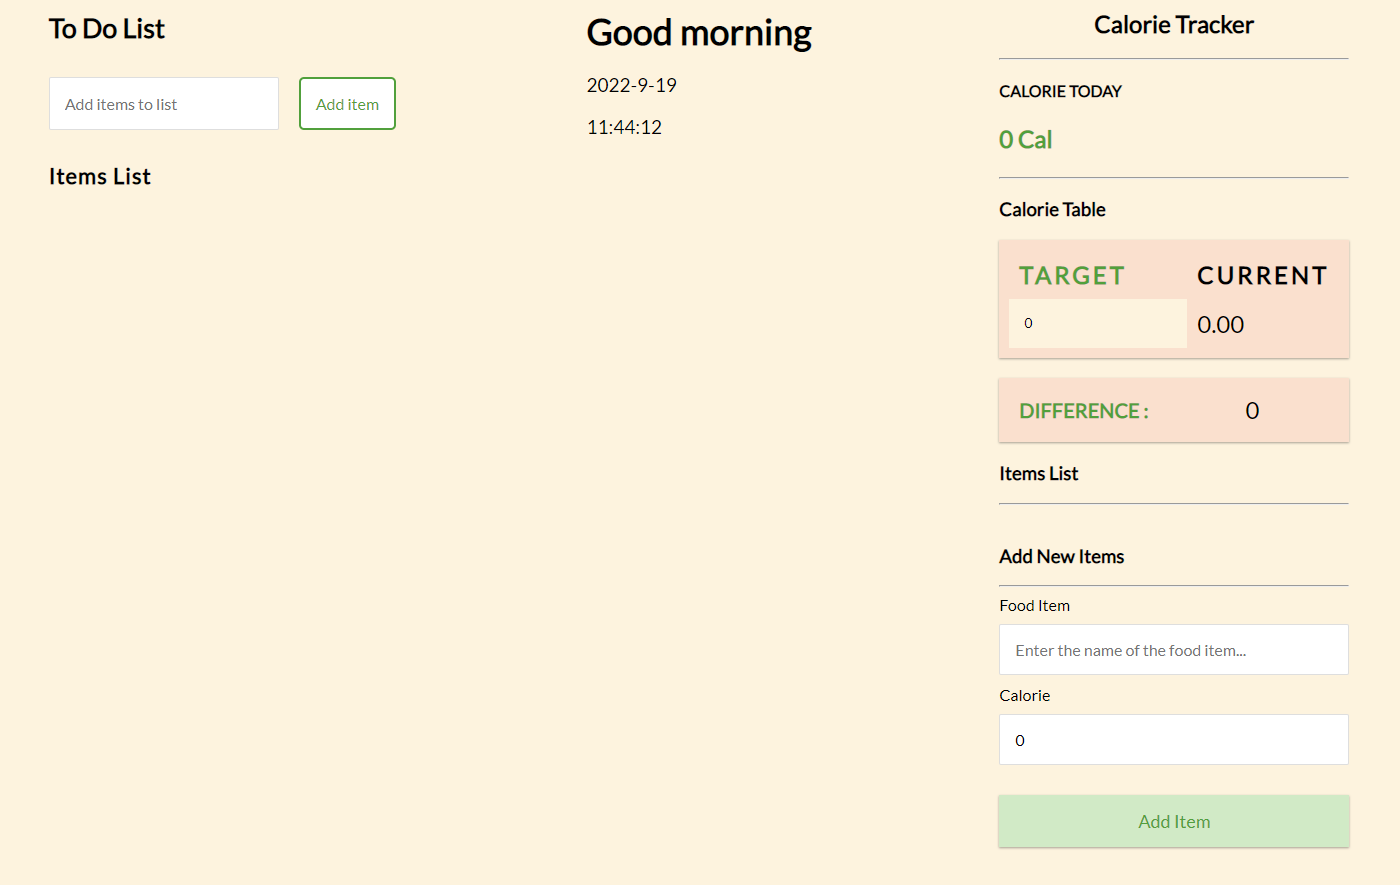 To Do List
Add items to list
Add item
Items List
Good morning
2022-9-19
11:44:12
Calorie Tracker
CALORIE TODAY
0 Cal
Calorie Table
TARGET CURRENT
0 0.00
DIFFERENCE : 0
Items List
Add New Items
Food Item
Enter the name of the food item...
Calorie
0
Add Item